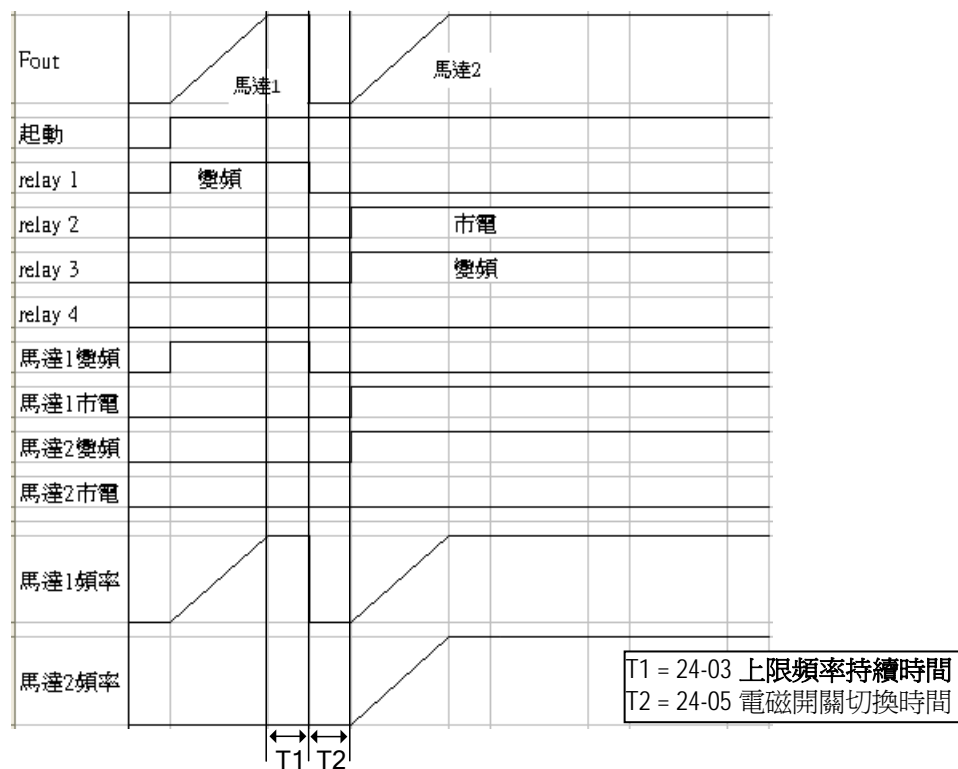 Fout
馬達1
馬達2
起動
relay 1
變頻
relay 2
市電
relay 3
變頻
relay 4
馬達1變頻
馬達1市電
馬達2變頻
馬達2市電
馬達1頻率
馬達2頻率
T1 = 24-03 上限頻率持續時間
T2 = 24-05 電磁開關切換時間
T1 T2